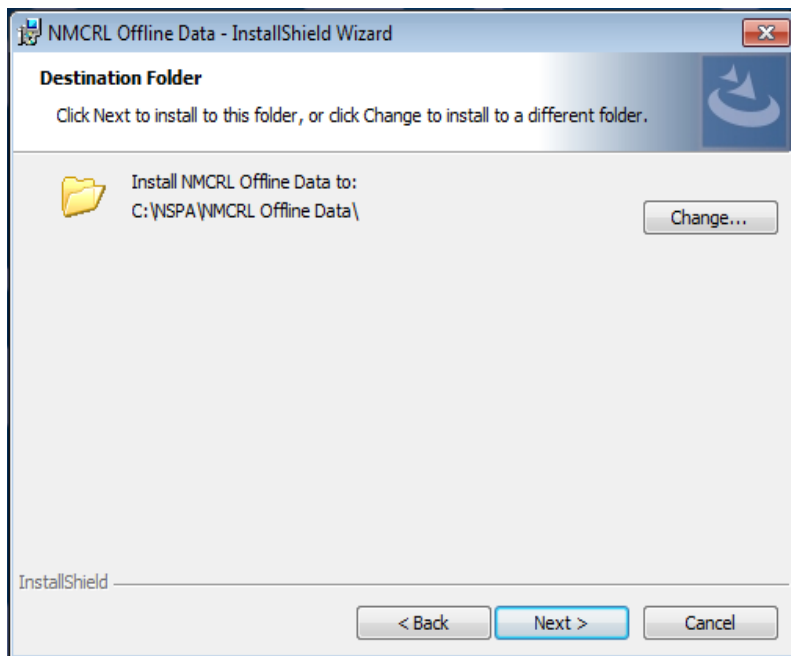 NMCRL Offline Data - InstallShield Wizard
Destination Folder
Click Next to install to this folder, or click Change to install to a different folder.
Install NMCRL Offline Data to:
C:\NSPA\NMCRL Offline Data\
Change...
InstallShield
< Back
Next >
Cancel